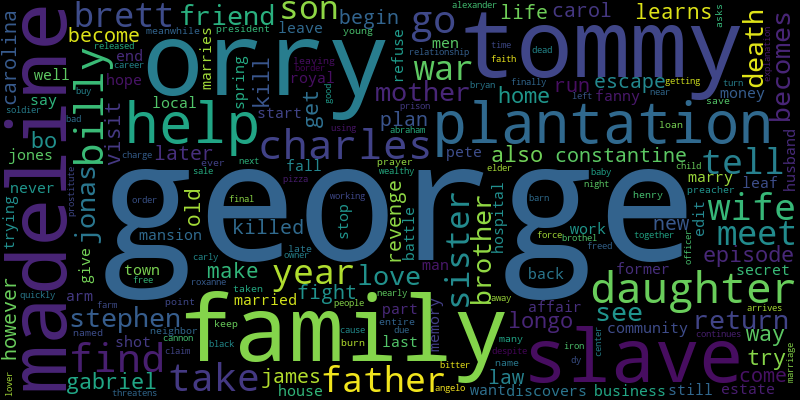 george
orry
tommy
family
slave
madeline
plantation
help
charles
daughter
father
take
find
billy
wife
meet
tell
war
go
brett
friend
son
sister
brother
year
love
mother
stephen
jonas
gabriel
james
return
see
death
becomes
learns
life
carol
carolina
become
begin
leave
men
refuse
escape
home
run
fanny
money
husband
marry
leaf
new
edit
episode
secret
former
way
try
come
estate
community
business
still
discovers
want
law
longo
affair
part
back
work
hospital
pete
plan
also constantine
royal
kill
spring
get
start
local
marries
visit
later
fall
killed
stop
revenge
battle
old
mansion
make
married
fight
man
last
memory
house
shot
arm
give
town
however
trying
never
jones
say
well
bo
end
hope
meanwhile
released
career
president
young
relationship
leaving
border
good
alexander
asks
time
dead
faith
finally
getting
turn
bryan
left
near
save
prison
using
abraham
loan
soldier
buy
bad
charge
ever
next
prayer
wealthy
elder
baby
child
night
preacher
henry
barn
pizza
working
order
sale
final
prostitute
carly
late
owner
roxanne
free
farm
taken
nearly
people
force
brothel
freed
together
officer
away
point
keep
cause
due
many
name
iron
dy
center
arrives
continues
marriage
quickly
named
cannon
neighbor
claim
black
burn
entire
bitter
despite
angelo
threatens
lover